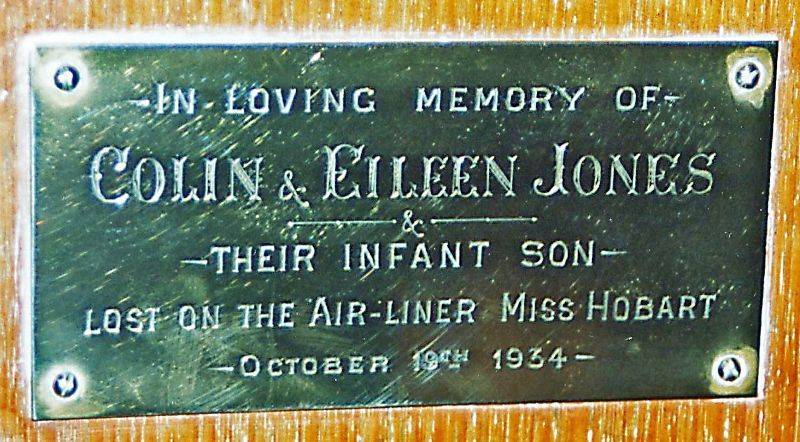 -IN LOVING MEMORY OF-
COLIN & EILEEN JONES
&
-THEIR INFANT SON-
LOST ON THE AIR-LINER MISS HOBART
-OCTOBER 19TH 1934-